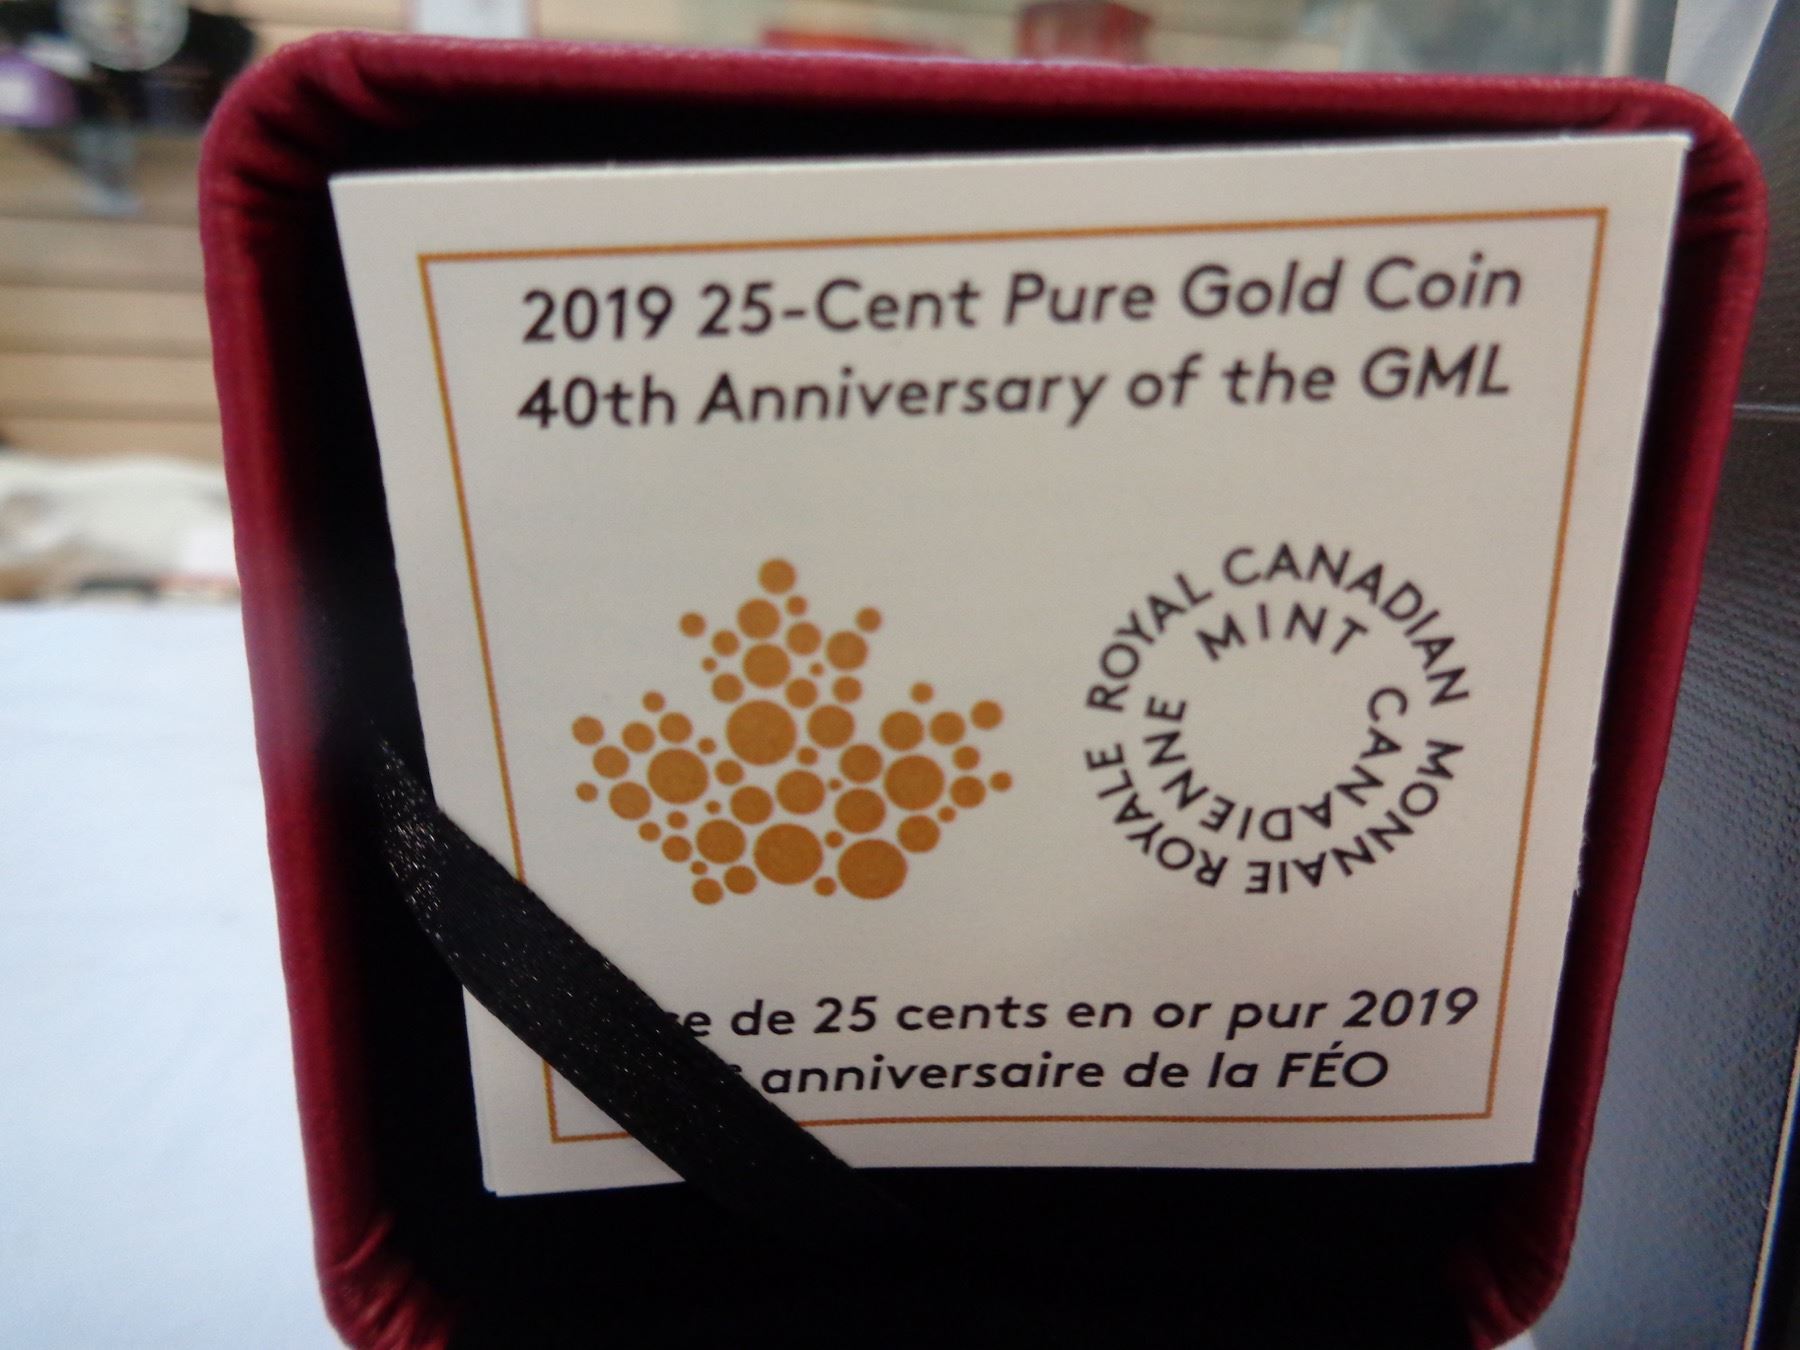 2019 25-Cent Pure Gold Coin
40th Anniversary of the GML
ROYAL CANADIAN
MINT
MONNAIE ROYALE
CANADIENNE
de 25 cents en or pur 2019
anniversaire de la FÉO